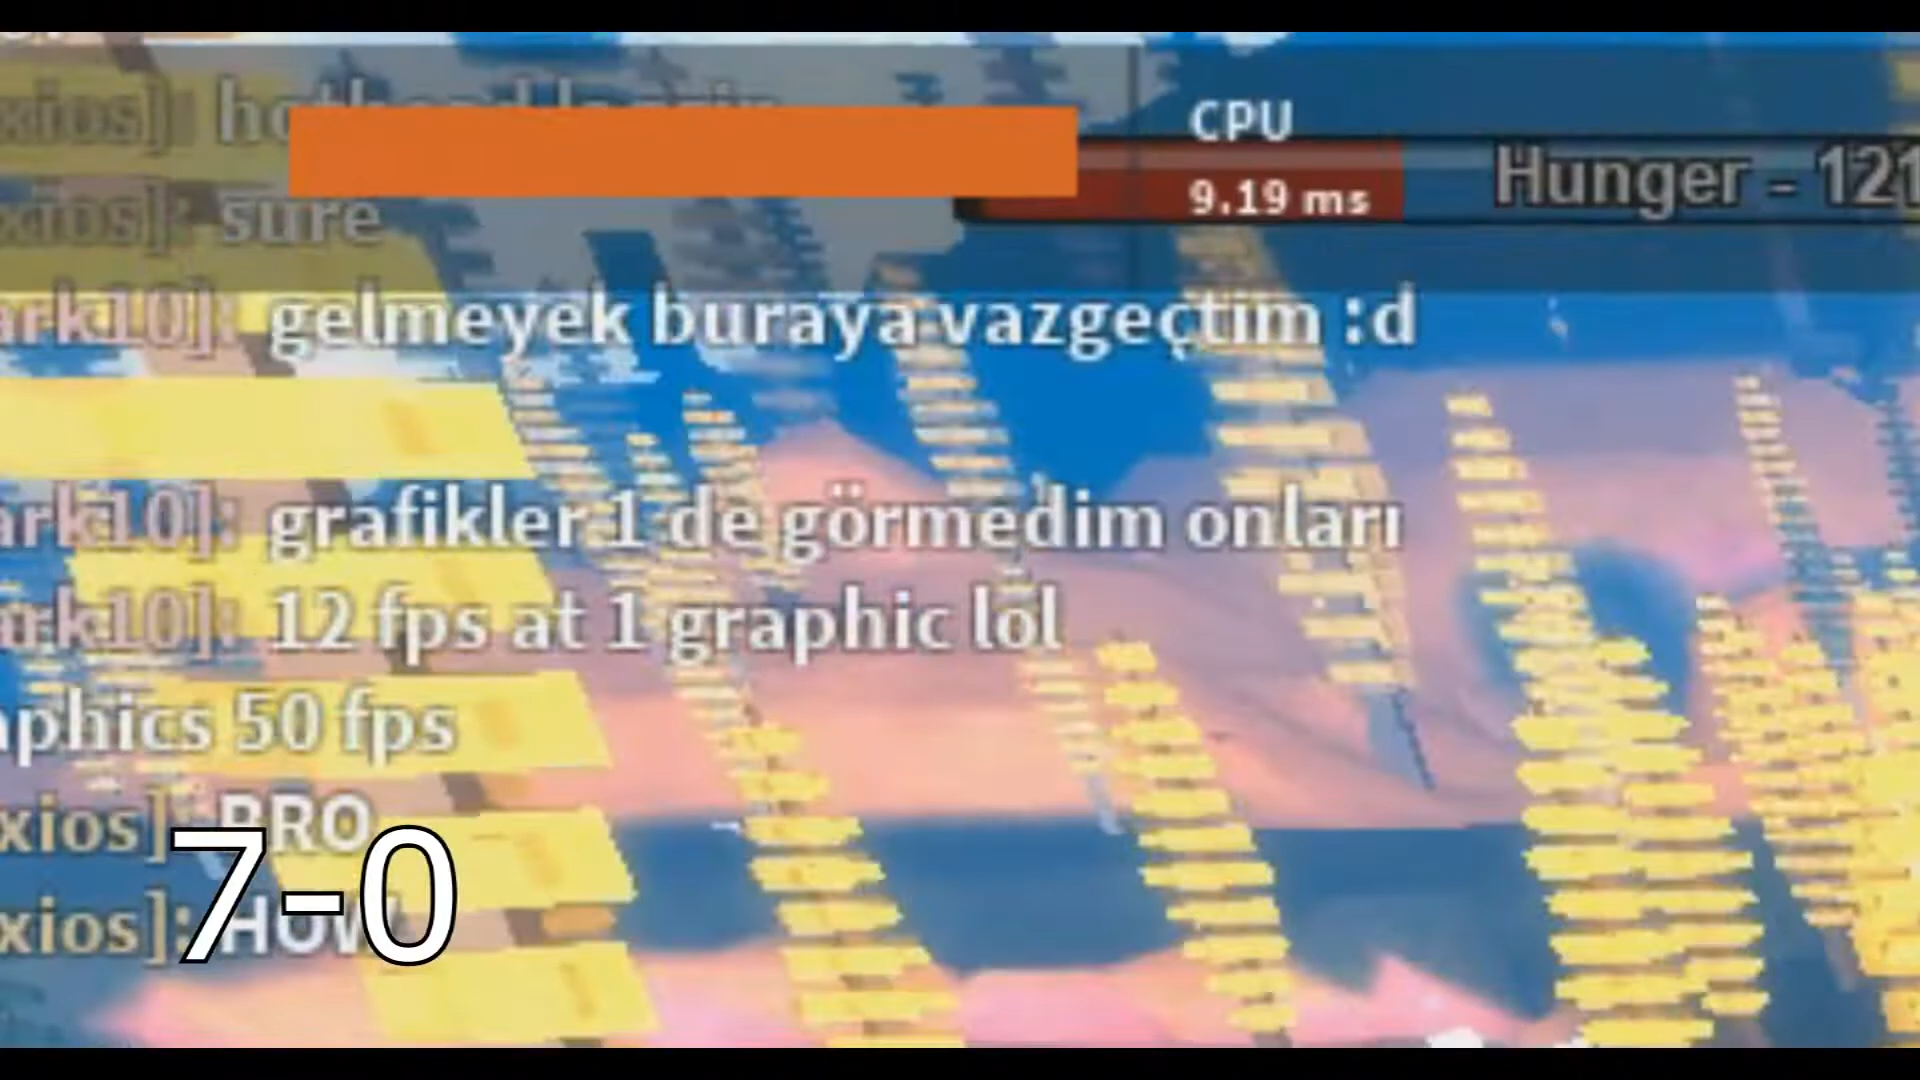 xios]:
CPU
9.19 ms
Hunger - 121
xios]: sure
ark10]: gelmeyek buraya vazgeçtim :d
ark10]: grafikler 1 de görmedim onları
ark10]: 12 fps at 1 graphic lol
aphics 50 fps
xios]: BRO
xios]: HOW
7-0